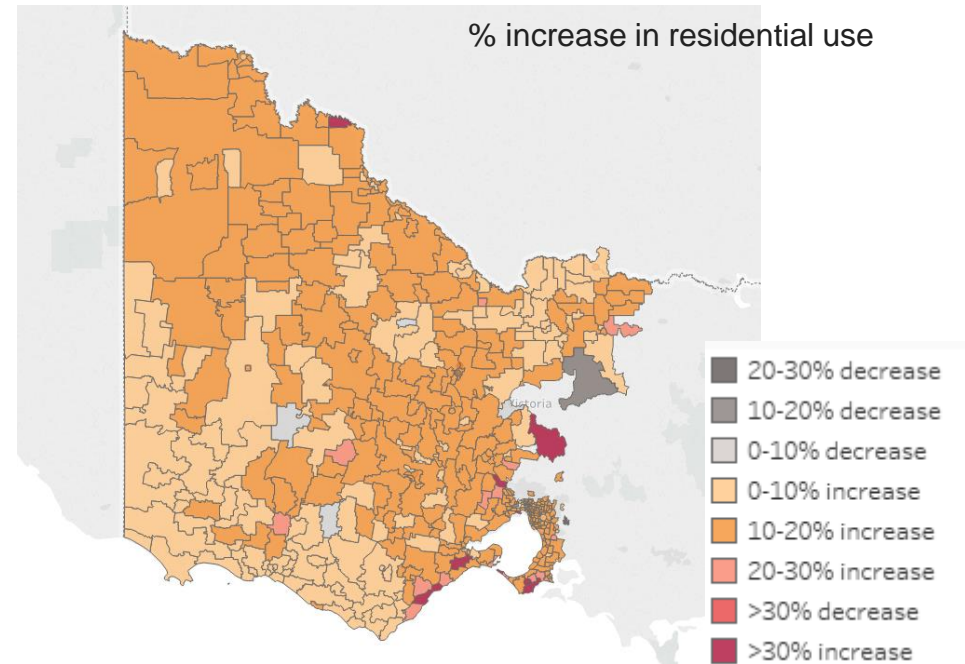 % increase in residential use
Victoria
20-30% decrease
10-20% decrease
0-10% decrease
0-10% increase
10-20% increase
20-30% increase
>30% decrease
>30% increase